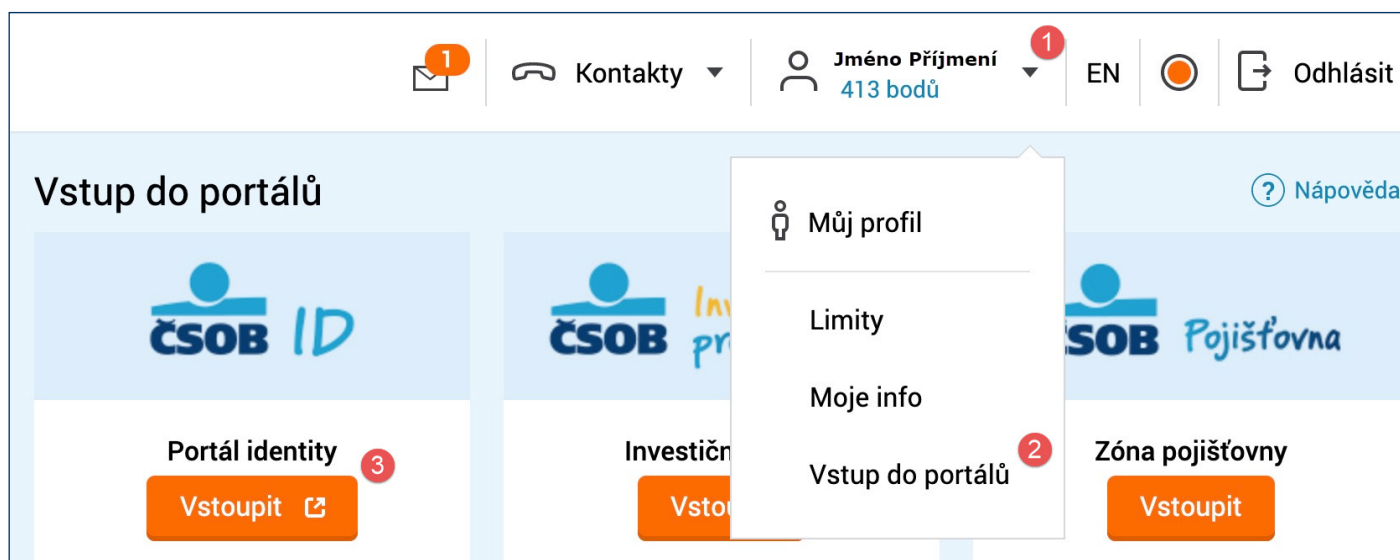 1
Kontakty
Jméno Příjmení
413 bodů
1
EN
Odhlásit
Vstup do portálů
? Nápověda
Můj profil
Limity
Moje info
Vstup do portálů
2
ČSOB ID
ČSOB
ČSOB Pojišťovna
Portál identity
3
Zóna pojišťovny
Vstoupit
Vstoupit